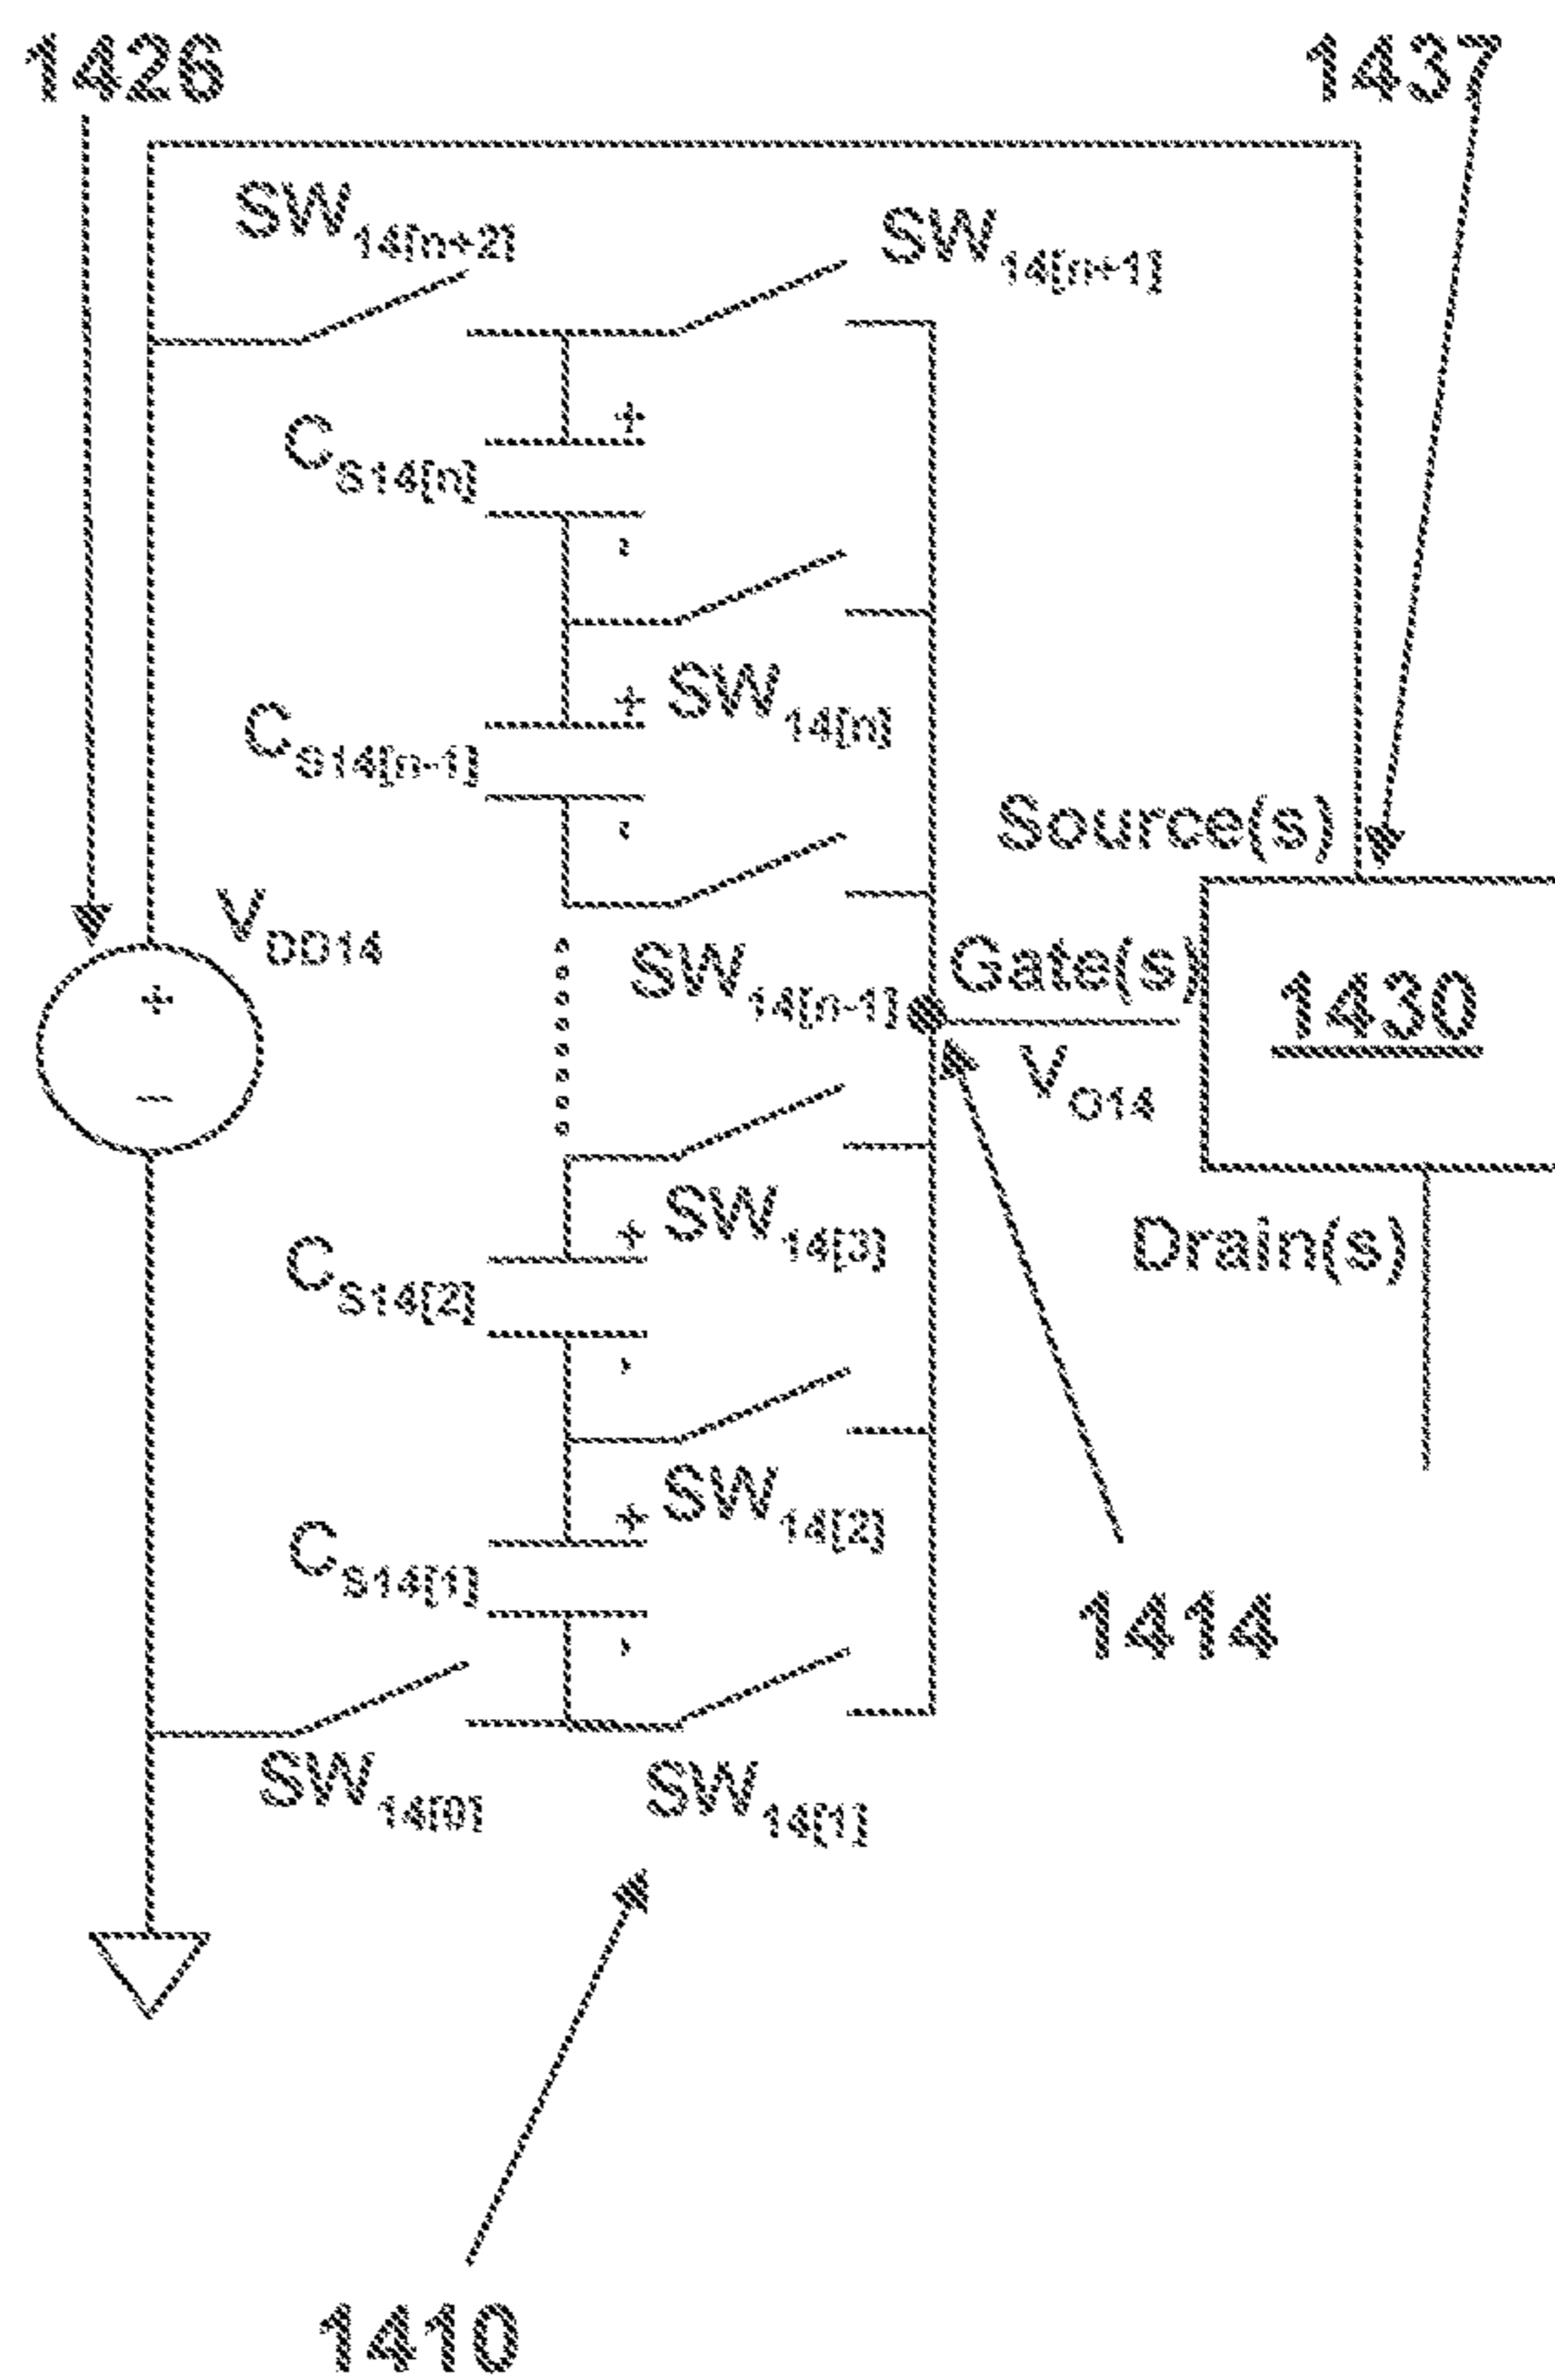 1426
1437
SW14[n+2]
SW14[n+1]
+
CS14[n]
-
+
SW14[n]
CS14[n-1]
-
Source(s)
VDD14
SW14[n-1]
Gate(s)
1430
+
−
VO14
+
SW14[3]
Drain(s)
CS14[2]
-
+
SW14[2]
CS14[1]
1414
-
SW14[0]
SW14[1]
1410